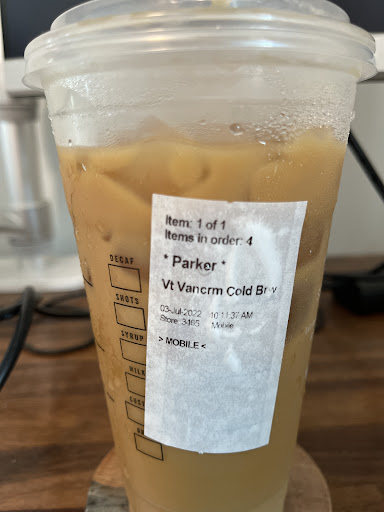 Item: 1 of 1
Items in order: 4
* Parker *
Vt Vancrm Cold Brw
03-Jul-2022 10:11:37 AM
Store: 3465 Mobile
> MOBILE <
DECAF
SHOTS
SYRUP
MILK